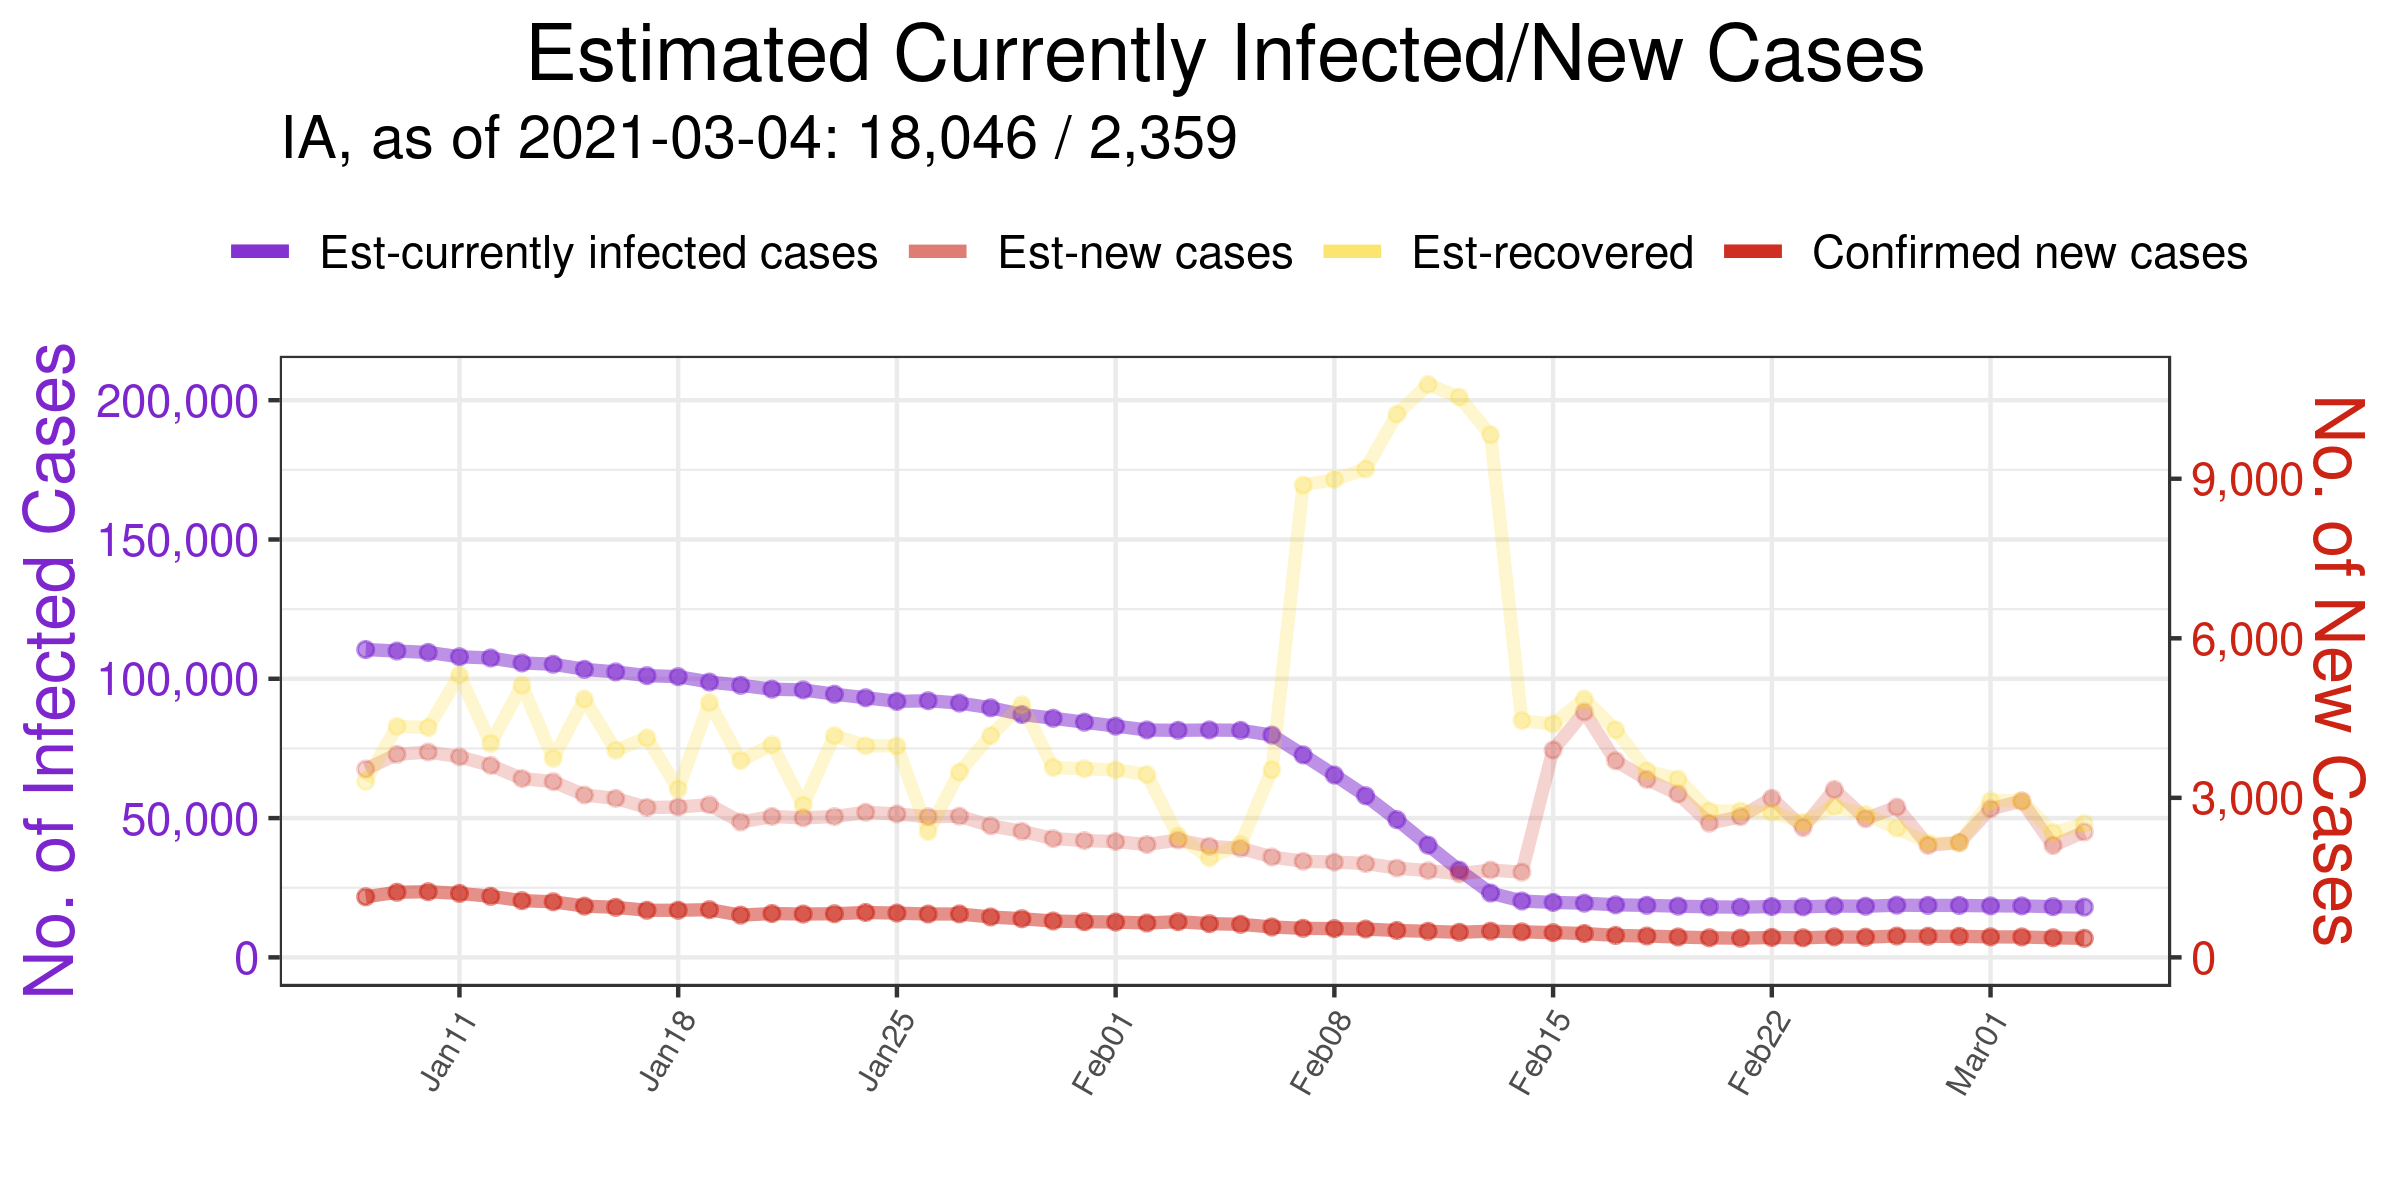 Estimated Currently Infected/New Cases
IA, as of 2021-03-04: 18,046 / 2,359
Est-currently infected cases Est-new cases Est-recovered Confirmed new cases
No. of Infected Cases
200,000
150,000
100,000
50,000
0
9,000
6,000
3,000
0
No. of New Cases
Jan11 Jan18 Jan25 Feb01 Feb08 Feb15 Feb22 Mar01